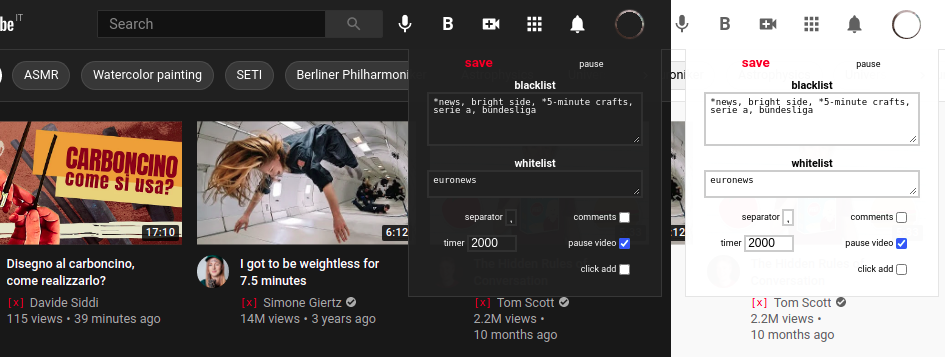 be IT
Search
B
B
ASMR
Watercolor painting
SETI
Berliner Philharmoni
save
pause
blacklist
*news, bright side, *5-minute crafts,
serie a, bundesliga
whitelist
euronews
separator ,
comments
timer 2000
pause video
click add
save
pause
blacklist
*news, bright side, *5-minute crafts,
serie a, bundesliga
whitelist
euronews
separator ,
comments
timer 2000
pause video
click add
CARBONCINO
come si usa?
17:10
6:12
:12
Disegno al carboncino,
come realizzarlo?
[x] Davide Siddi
115 views • 39 minutes ago
I got to be weightless for
7.5 minutes
[x] Simone Giertz
14M views • 3 years ago
[x] Tom Scott
2.2M views •
10 months ago
[x] Tom Scott
2.2M views •
10 months ago